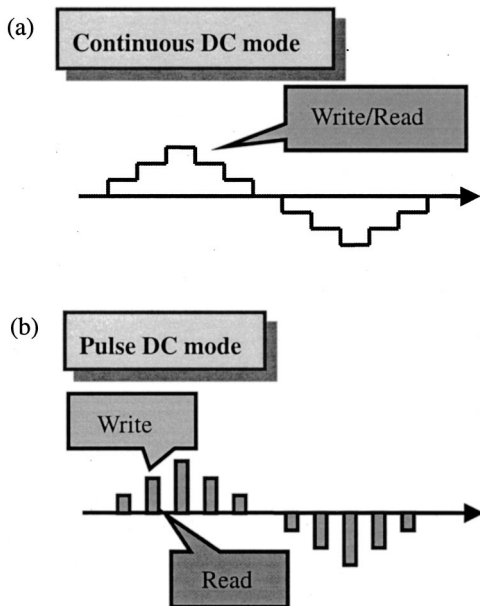 (a)
Continuous DC mode
Write/Read
(b)
Pulse DC mode
Write
Read